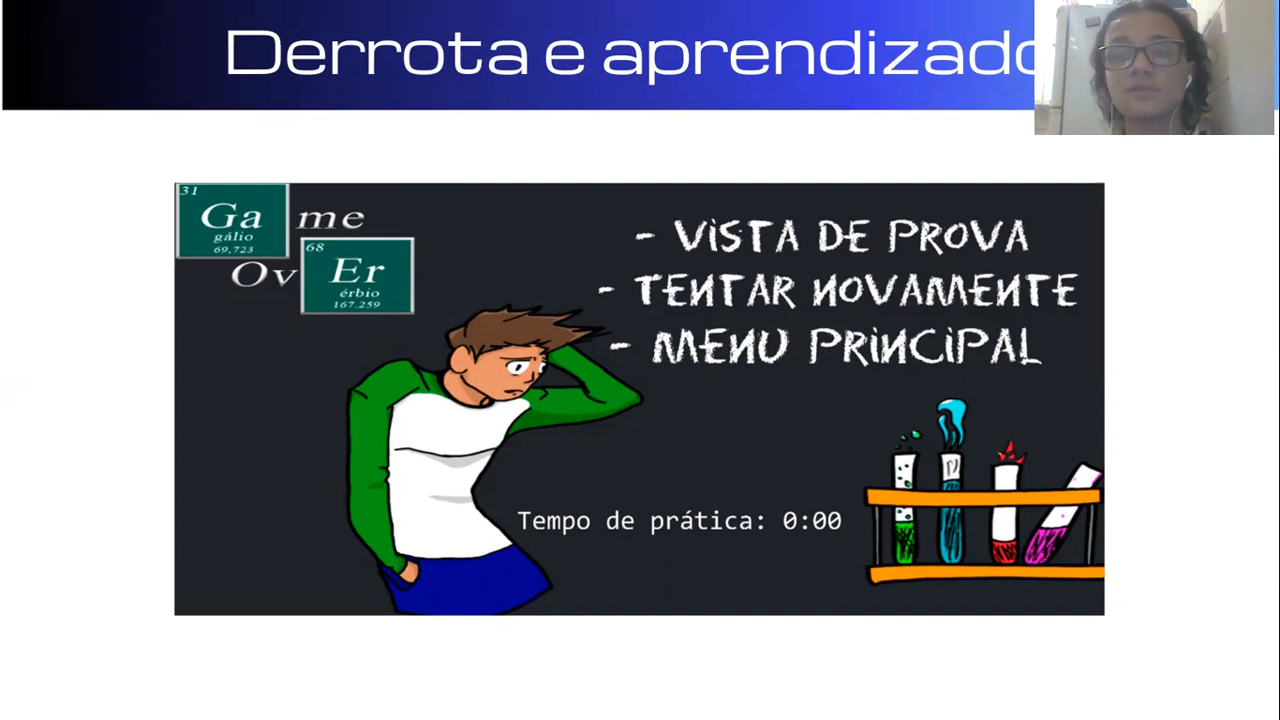 Derrota e aprendizado
31
Ga
gálio
69,723
me
Ov
68
Er
érbio
167.259
- VISTA DE PROVA
- TENTAR NOVAMENTE
- MENU PRINCIPAL
Tempo de prática: 0:00